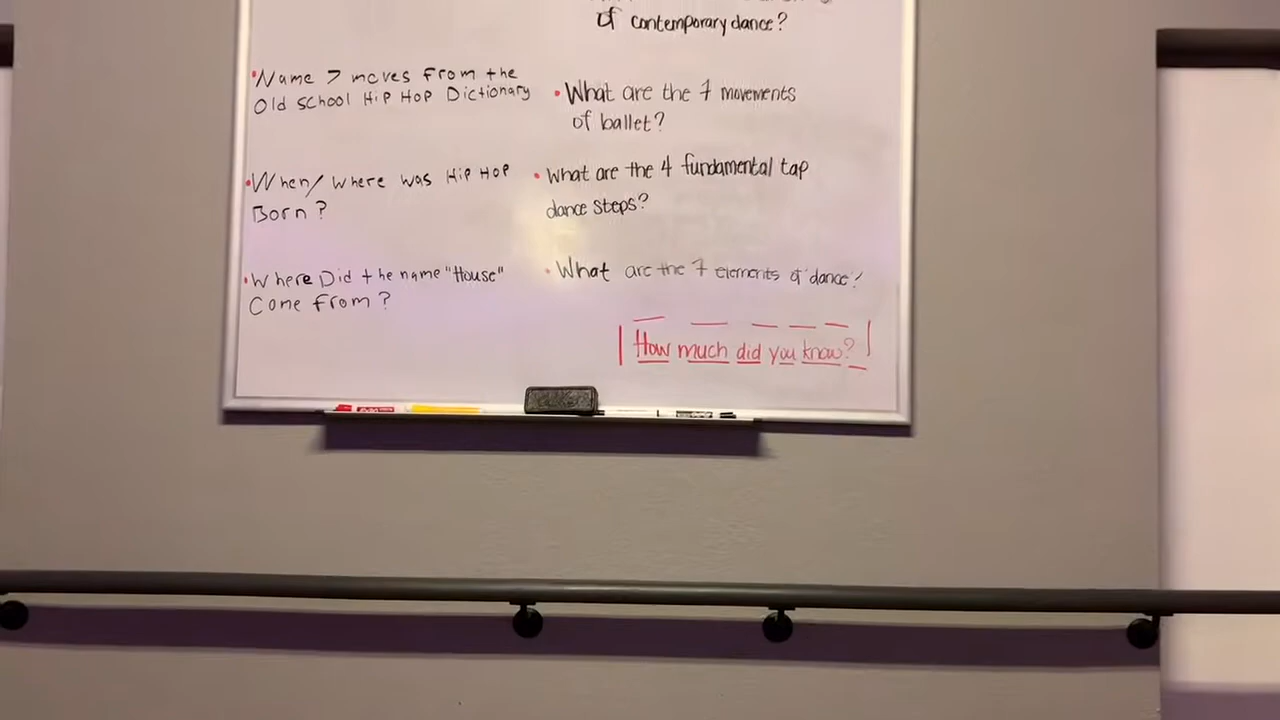 of contemporary dance?
•Name 7 moves from the
Old school Hip Hop Dictionary
•When/where was Hip Hop
Born?
•Where Did the name "House"
Come from?
•What are the 7 movements
of ballet?
•What are the 4 fundamental tap
dance steps?
•What are the 7 elements of dance?
How much did you know?